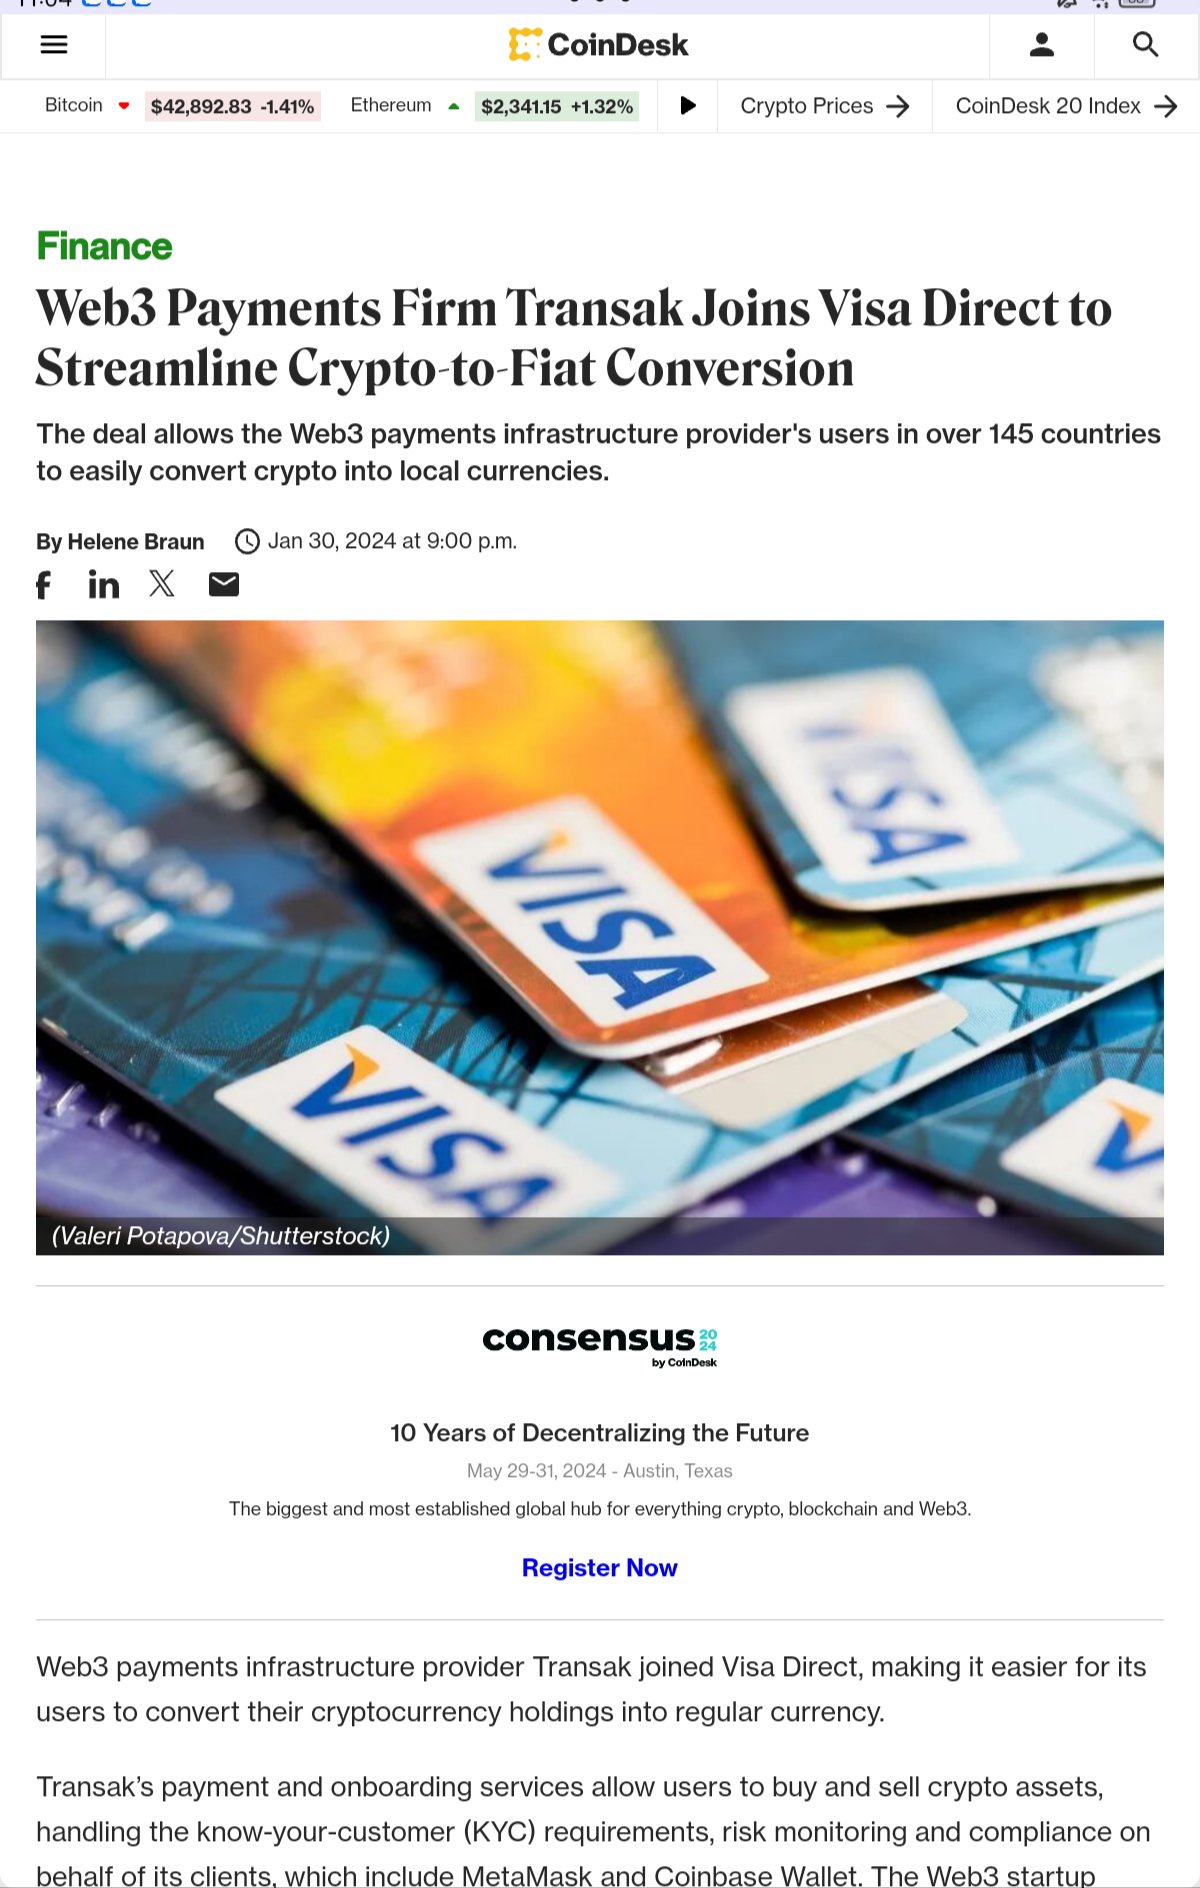 CoinDesk
Bitcoin $42,892.83 -1.41% Ethereum $2,341.15 +1.32% Crypto Prices CoinDesk 20 Index
Finance
Web3 Payments Firm Transak Joins Visa Direct to
Streamline Crypto-to-Fiat Conversion
The deal allows the Web3 payments infrastructure provider's users in over 145 countries
to easily convert crypto into local currencies.
By Helene Braun Jan 30, 2024 at 9:00 p.m.
VISA
VISA
VISA
(Valeri Potapova/Shutterstock)
consensus 2024
by CoinDesk
10 Years of Decentralizing the Future
May 29-31, 2024 - Austin, Texas
The biggest and most established global hub for everything crypto, blockchain and Web3.
Register Now
Web3 payments infrastructure provider Transak joined Visa Direct, making it easier for its
users to convert their cryptocurrency holdings into regular currency.
Transak’s payment and onboarding services allow users to buy and sell crypto assets,
handling the know-your-customer (KYC) requirements, risk monitoring and compliance on
behalf of its clients, which include MetaMask and Coinbase Wallet. The Web3 startup